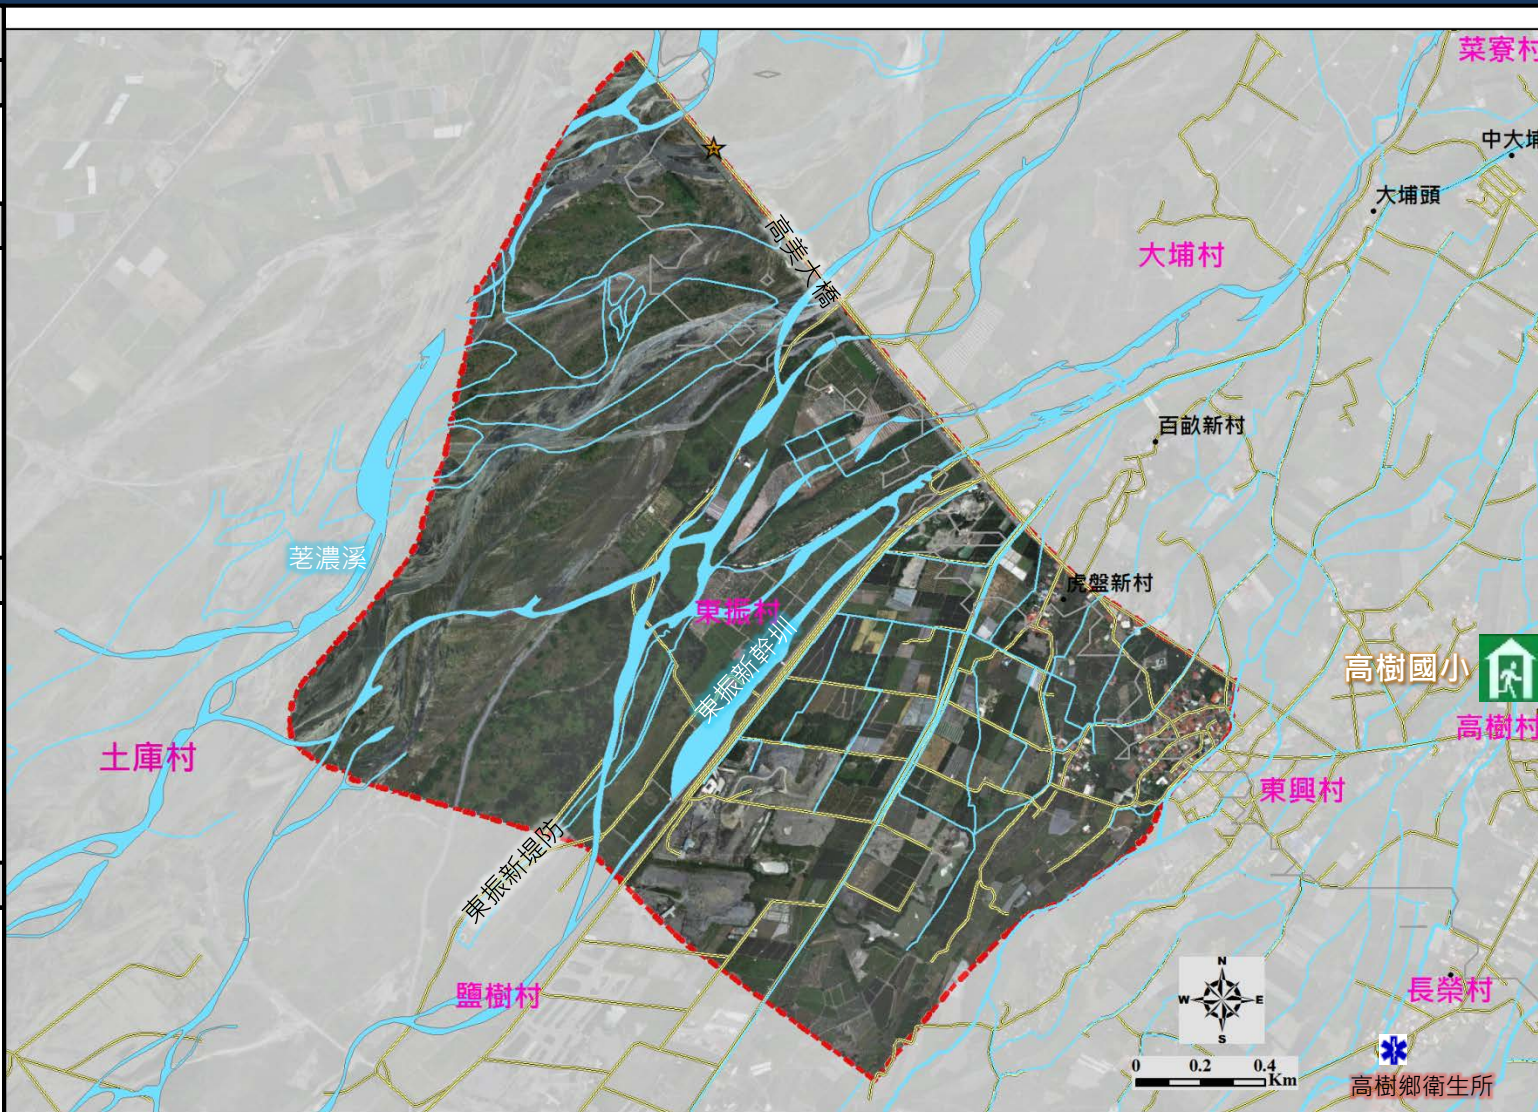 菜寮村
中大埔
大埔頭
高美大橋
大埔村
百畝新村
荖濃溪
虎盤新村
東振村
東振新幹圳
高樹國小
高樹村
土庫村
東興村
東振新堤防
鹽樹村
長榮村
N
W E
S
0 0.2 0.4
Km
高樹鄉衛生所